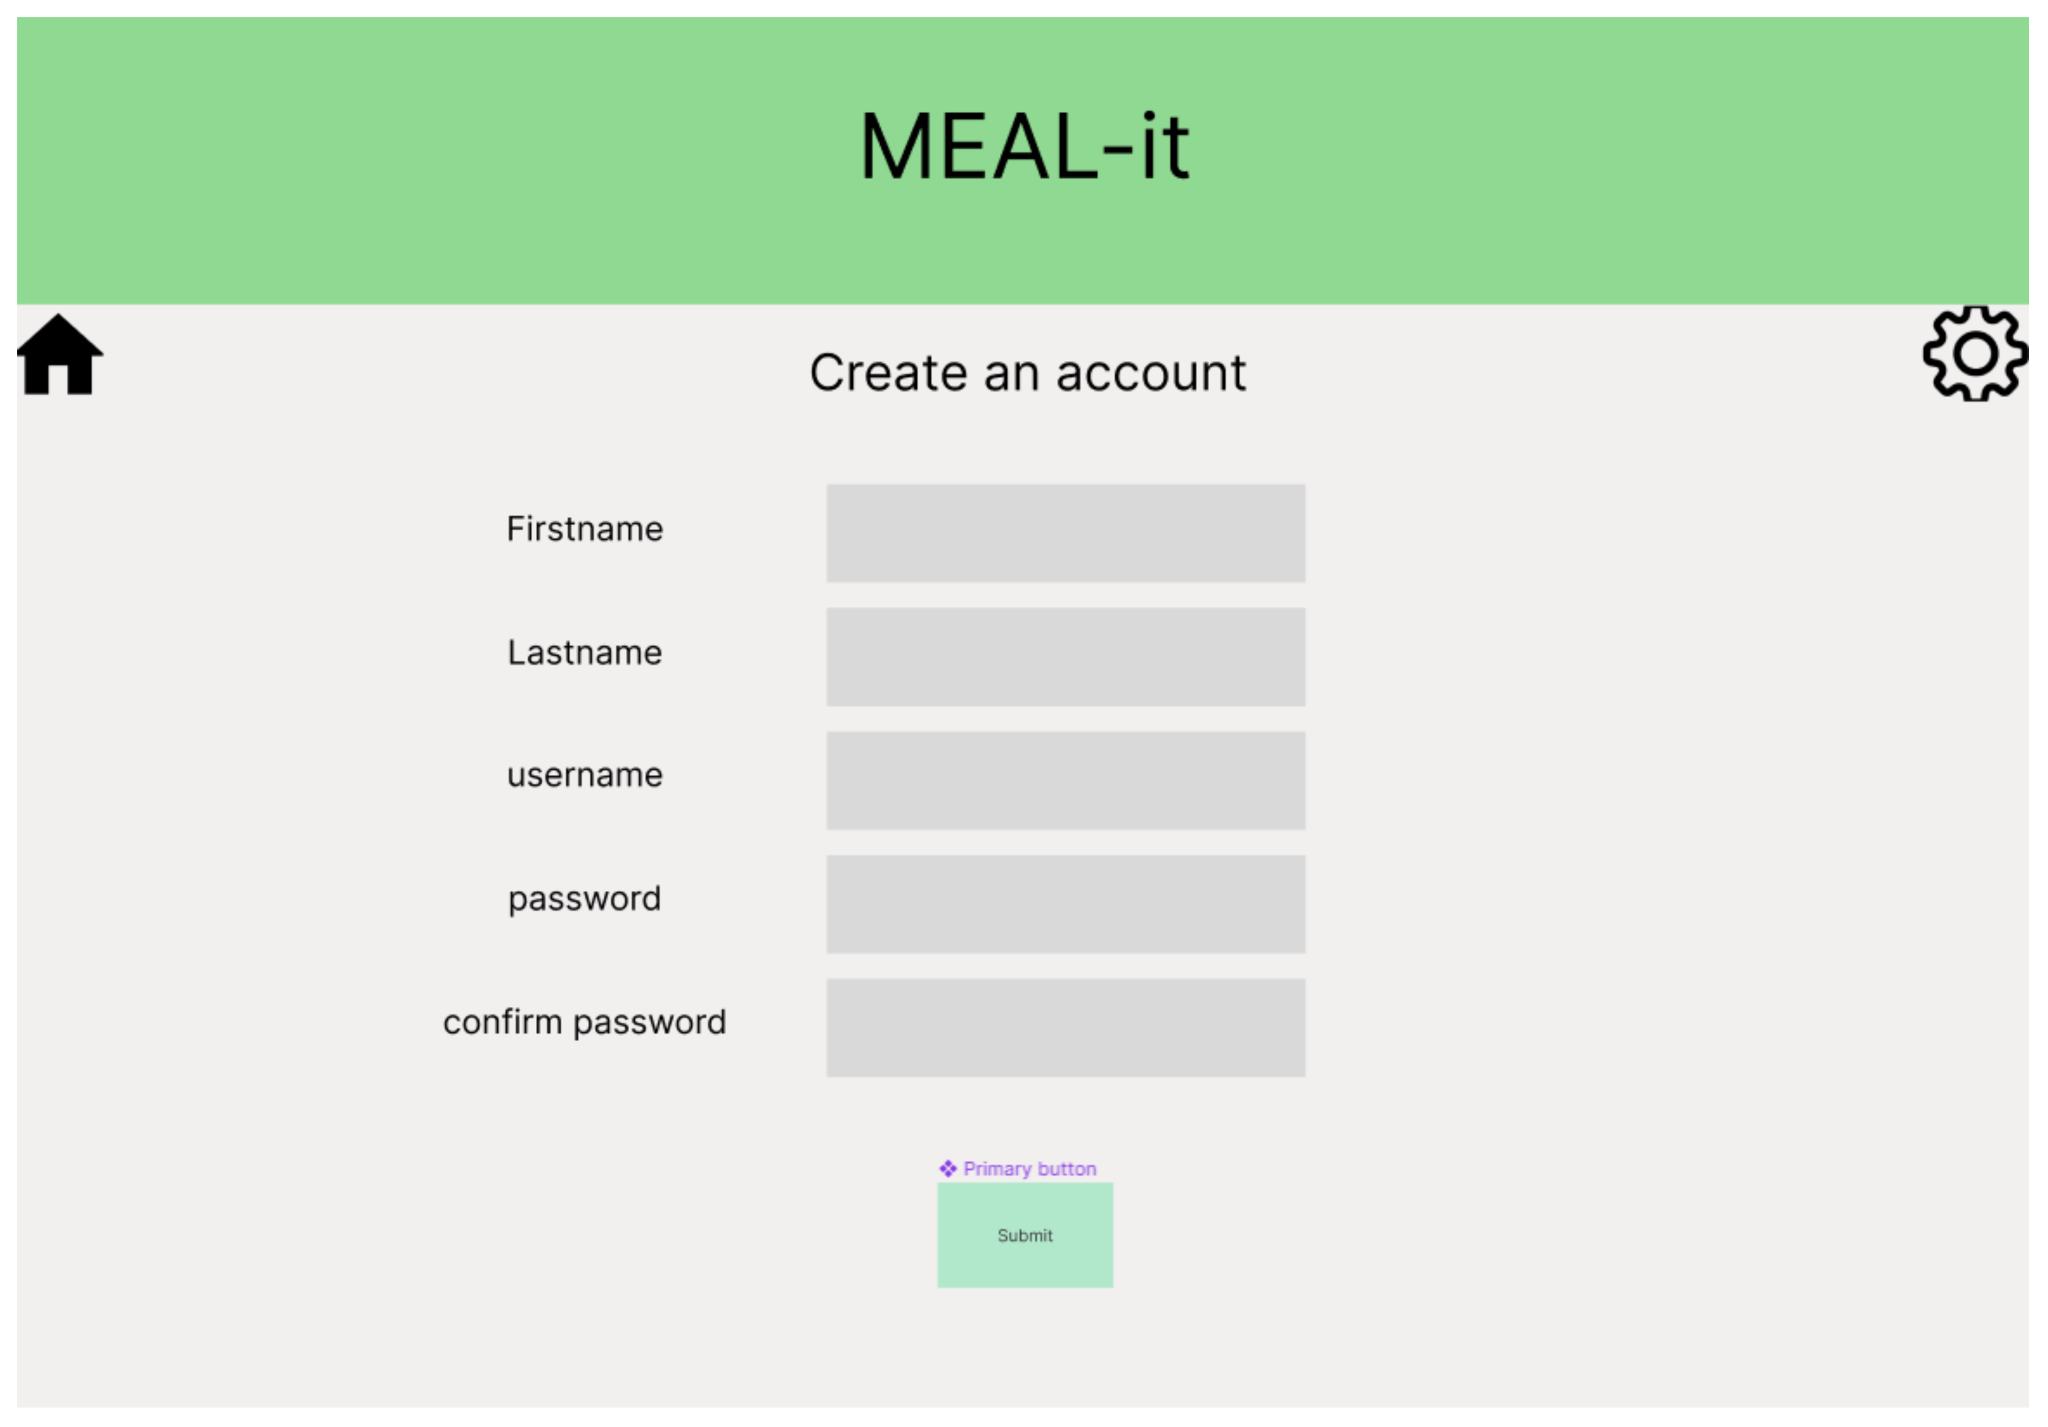 MEAL-it
Create an account
Firstname
Lastname
username
password
confirm password
Primary button
Submit